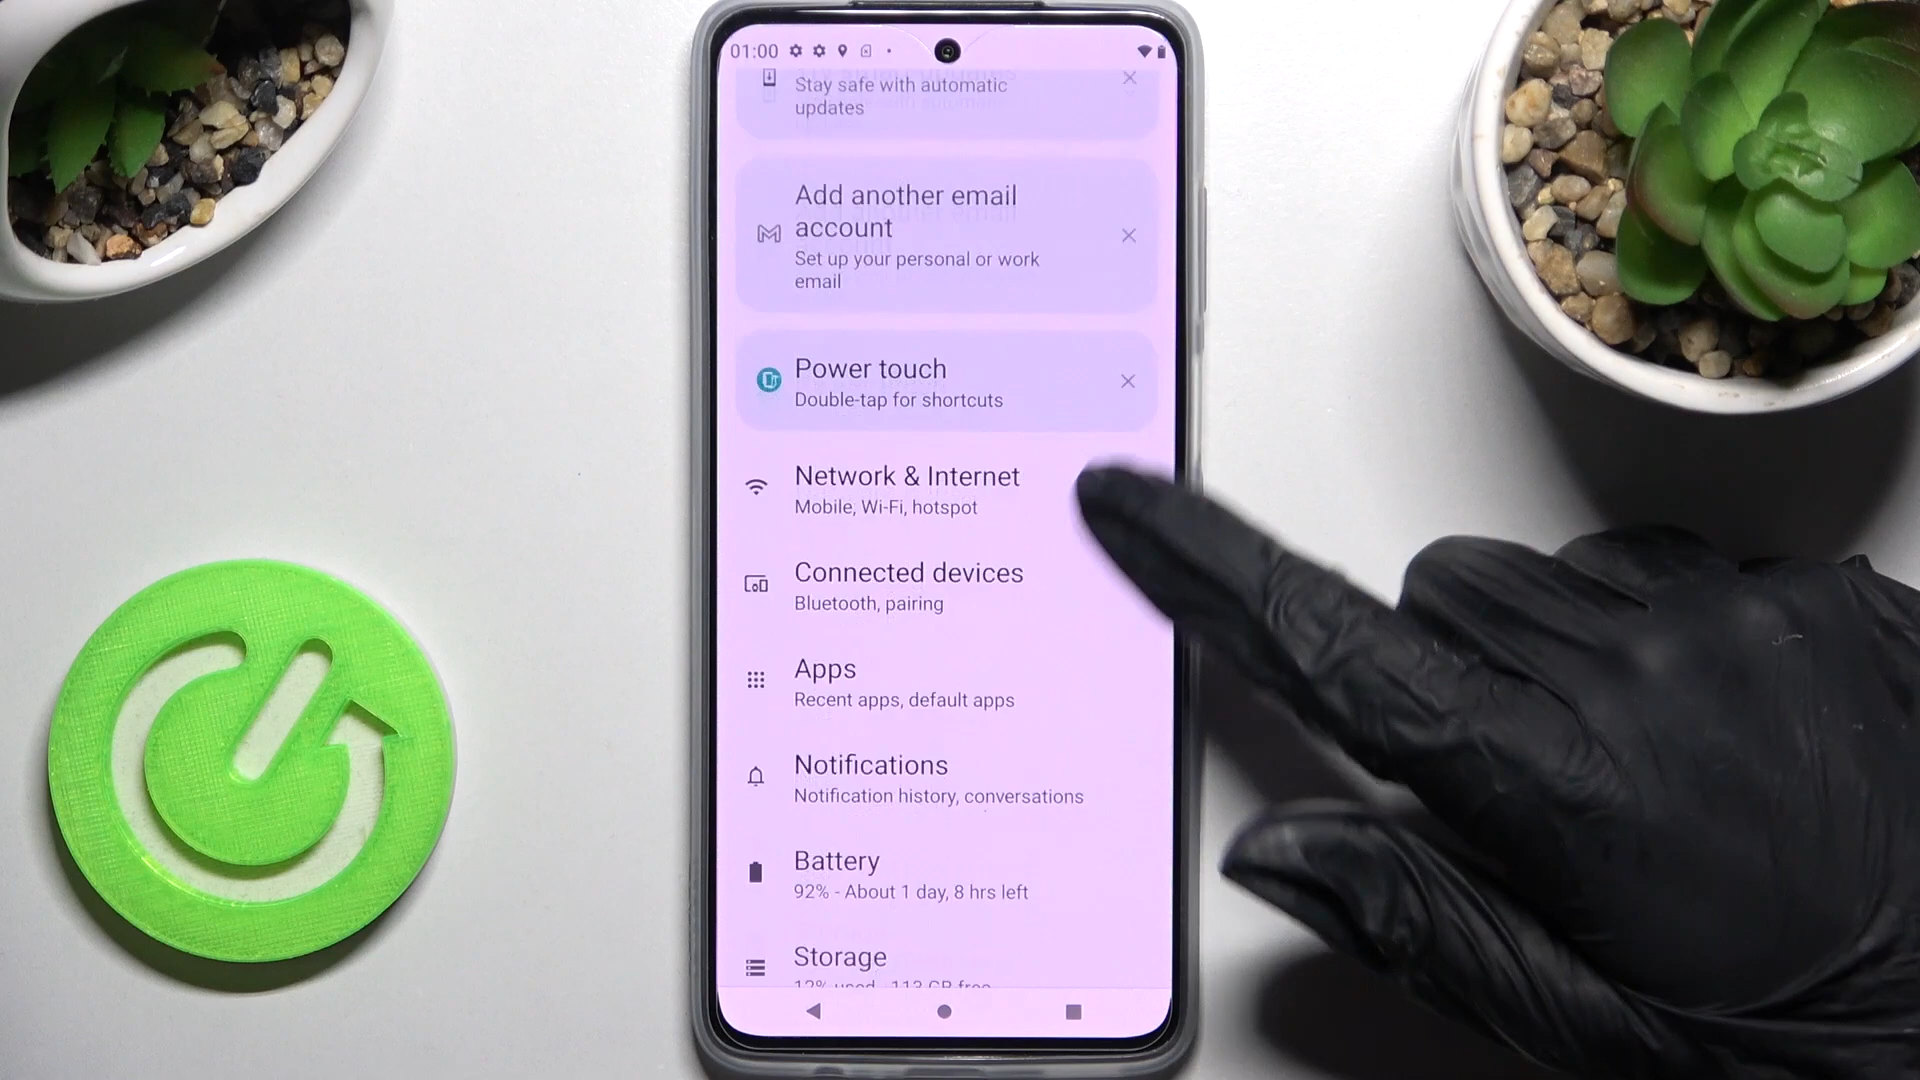 01:00
Stay safe with automatic
updates
Add another email
account
Set up your personal or work
email
Power touch
Double-tap for shortcuts
Network & Internet
Mobile, Wi-Fi, hotspot
Connected devices
Bluetooth, pairing
Apps
Recent apps, default apps
Notifications
Notification history, conversations
Battery
92% - About 1 day, 8 hrs left
Storage
12% used - 113 GB free